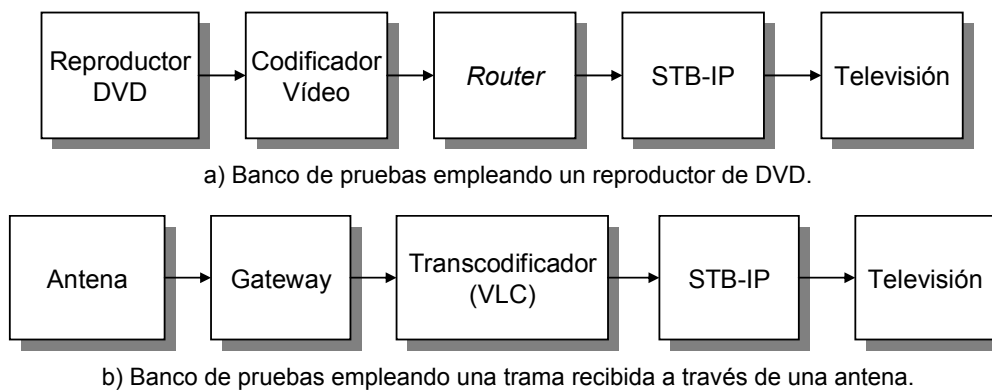 Reproductor
DVD
Codificador
Vídeo
Router
STB-IP
Televisión
a) Banco de pruebas empleando un reproductor de DVD.
Antena
Gateway
Transcodificador
(VLC)
STB-IP
Televisión
b) Banco de pruebas empleando una trama recibida a través de una antena.